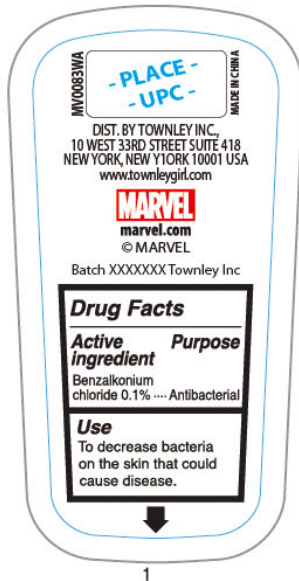 MV0083WA
- PLACE -
- UPC -
MADE IN CHINA
DIST. BY TOWNLEY INC.,
10 WEST 33RD STREET SUITE 418
NEW YORK, NEW Y1ORK 10001 USA
www.townleygirl.com
MARVEL
marvel.com
© MARVEL
Batch XXXXXXX Townley Inc
Drug Facts
Active Purpose
ingredient
Benzalkonium
chloride 0.1% ···· Antibacterial
Use
To decrease bacteria
on the skin that could
cause disease.
1